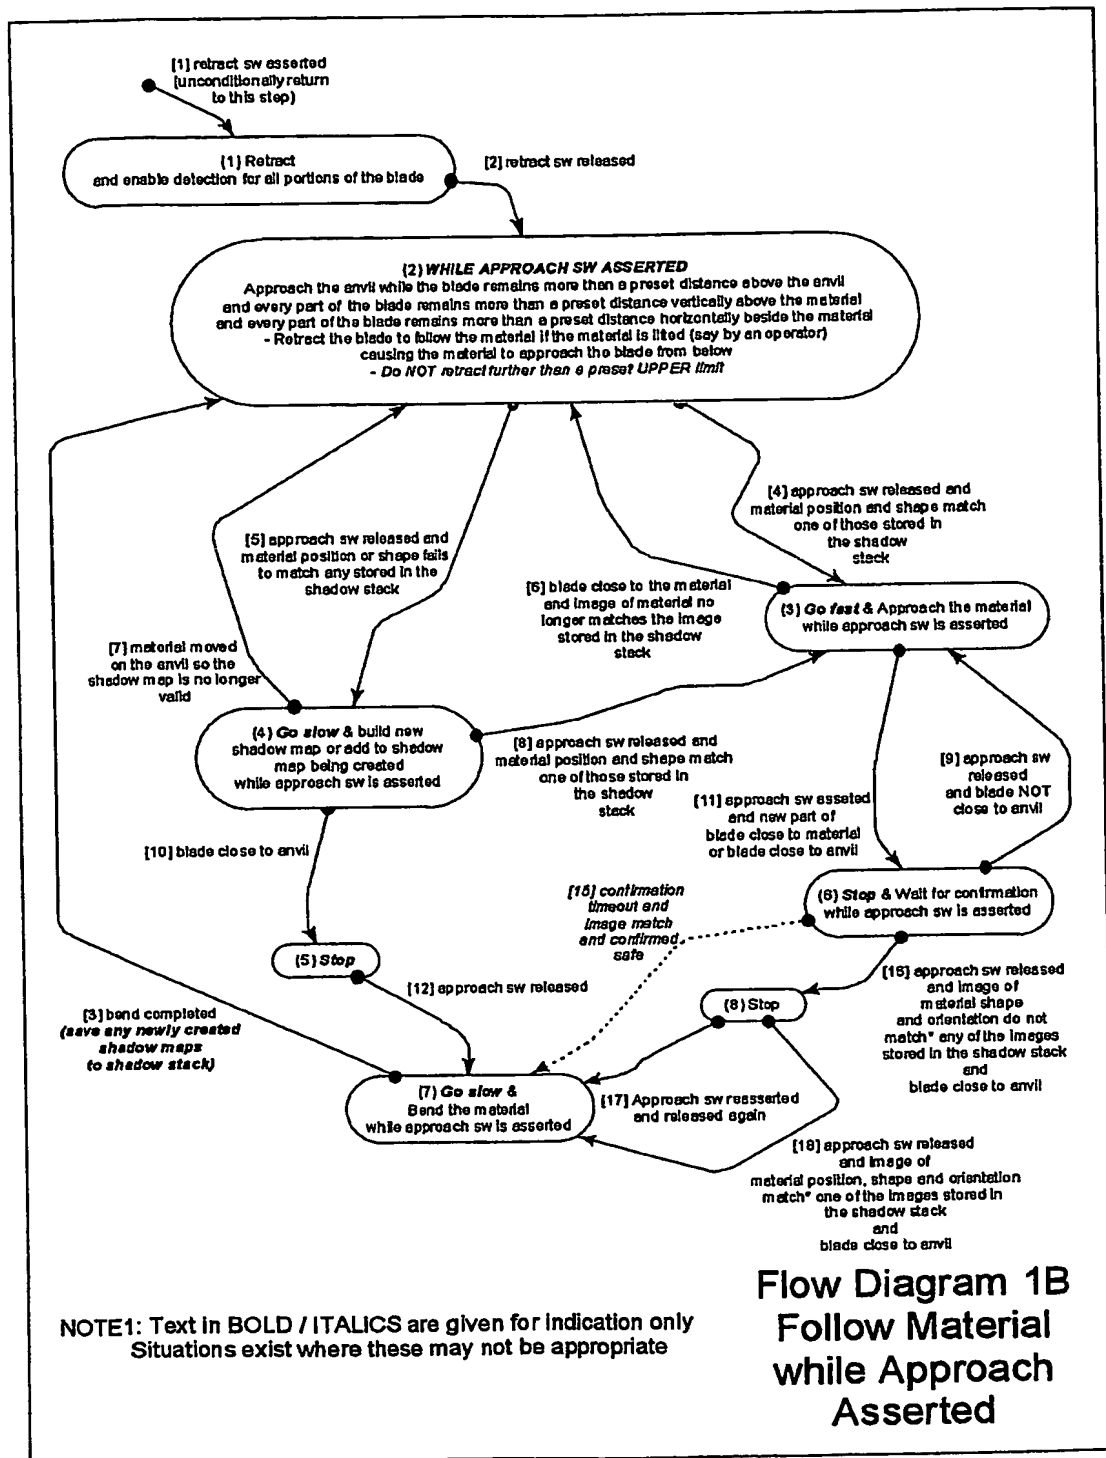 [1] retract sw asserted
(unconditionally return
to this step)
(1) Retract
and enable detection for all portions of the blade
[2] retract sw released
(2) WHILE APPROACH SW ASSERTED
Approach the anvil while the blade remains more than a preset distance above the anvil
and every part of the blade remains more than a preset distance vertically above the material
and every part of the blade remains more than a preset distance horizontally beside the material
- Retract the blade to follow the material if the material is lifted (say by an operator)
causing the material to approach the blade from below
- Do NOT retract further than a preset UPPER limit
[4] approach sw released and
material position and shape match
one of those stored in
the shadow
stack
[5] approach sw released and
material position or shape fails
to match any stored in the
shadow stack
[6] blade close to the material
and image of material no
longer matches the image
stored in the shadow
stack
(3) Go fast & Approach the material
while approach sw is asserted
[7] material moved
on the anvil so the
shadow map is no longer
valid
(4) Go slow & build new
shadow map or add to shadow
map being created
while approach sw is asserted
[8] approach sw released and
material position and shape match
one of those stored in
the shadow
stack
[9] approach sw
released
and blade NOT
close to anvil
[11] approach sw asseted
and new part of
blade close to material
or blade close to anvil
[10] blade close to anvil
[15] confirmation
timeout and
image match
and confirmed
safe
(6) Stop & Wait for confirmation
while approach sw is asserted
(5) Stop
[12] approach sw released
(8) Stop
[16] approach sw released
and image of
material shape
and orientation do not
match* any of the images
stored in the shadow stack
and
blade close to anvil
[3] bend completed
(save any newly created
shadow maps
to shadow stack)
(7) Go slow &
Bend the material
while approach sw is asserted
[17] Approach sw reasserted
and released again
[18] approach sw released
and image of
material position, shape and orientation
match* one of the images stored in
the shadow stack
and
blade close to anvil
Flow Diagram 1B
Follow Material
while Approach
Asserted
NOTE1: Text in BOLD / ITALICS are given for indication only
Situations exist where these may not be appropriate